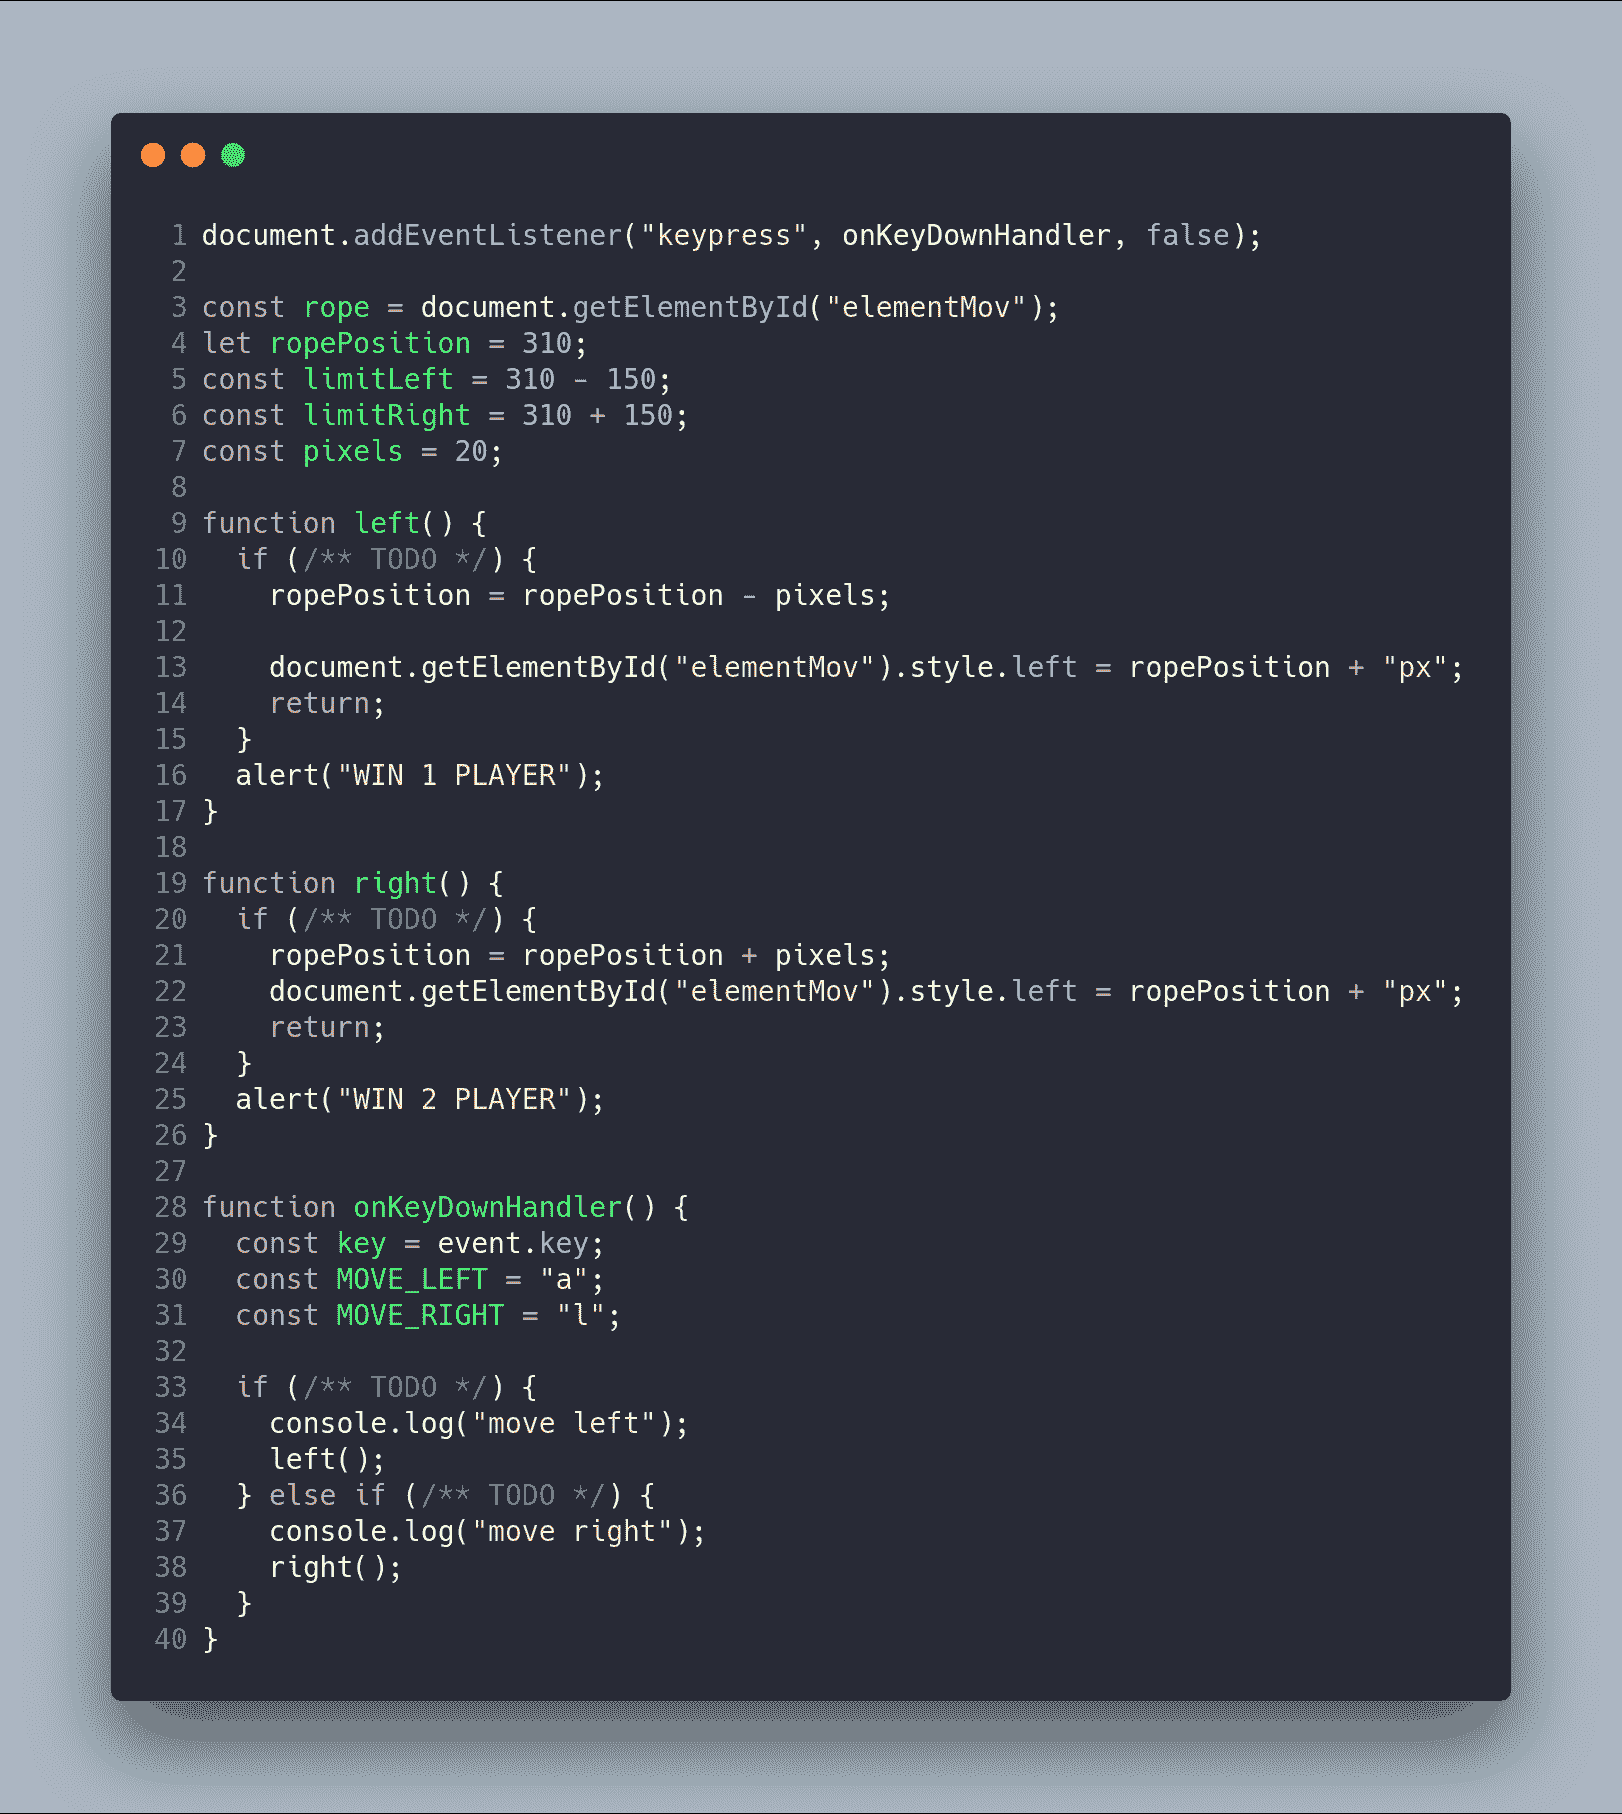 1 document.addEventListener("keypress", onKeyDownHandler, false);
2
3 const rope = document.getElementById("elementMov");
4 let ropePosition = 310;
5 const limitLeft = 310 - 150;
6 const limitRight = 310 + 150;
7 const pixels = 20;
8
9 function left() {
10   if (/** TODO */) {
11     ropePosition = ropePosition - pixels;
12
13     document.getElementById("elementMov").style.left = ropePosition + "px";
14     return;
15   }
16   alert("WIN 1 PLAYER");
17 }
18
19 function right() {
20   if (/** TODO */) {
21     ropePosition = ropePosition + pixels;
22     document.getElementById("elementMov").style.left = ropePosition + "px";
23     return;
24   }
25   alert("WIN 2 PLAYER");
26 }
27
28 function onKeyDownHandler() {
29   const key = event.key;
30   const MOVE_LEFT = "a";
31   const MOVE_RIGHT = "l";
32
33   if (/** TODO */) {
34     console.log("move left");
35     left();
36   } else if (/** TODO */) {
37     console.log("move right");
38     right();
39   }
40 }